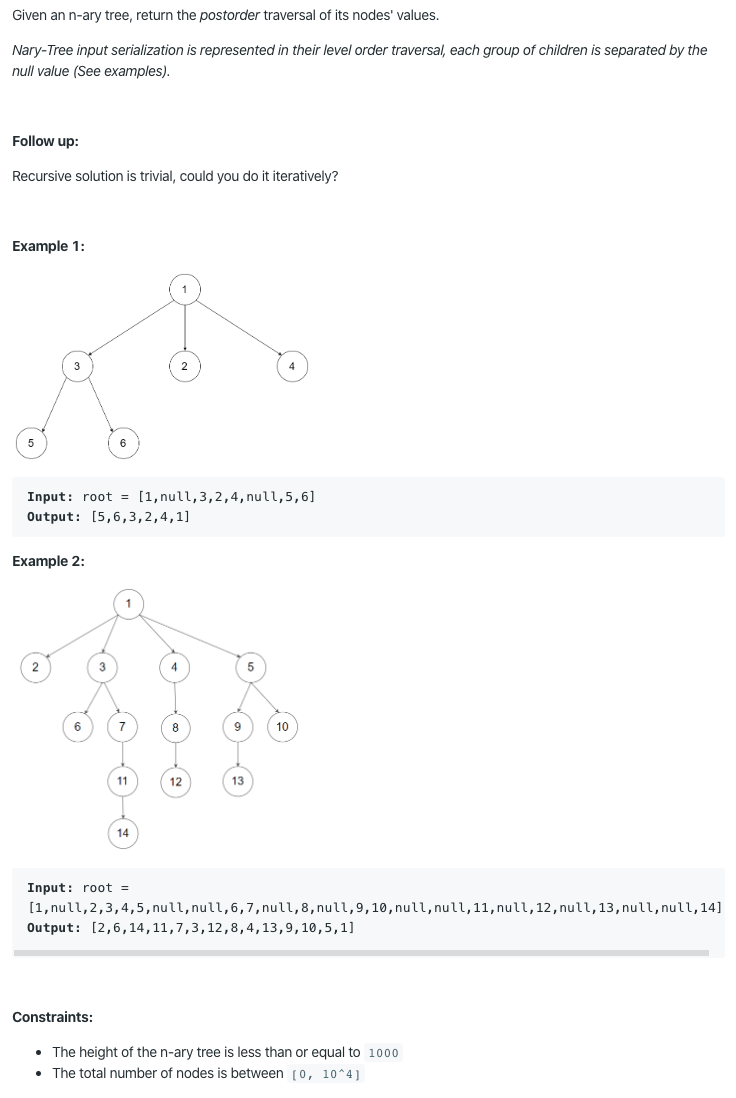 Given an n-ary tree, return the postorder traversal of its nodes' values.
Nary-Tree input serialization is represented in their level order traversal, each group of children is separated by the
null value (See examples).
Follow up:
Recursive solution is trivial, could you do it iteratively?
Example 1:
1
3 2 4
5 6
Input: root = [1,null,3,2,4,null,5,6]
Output: [5,6,3,2,4,1]
Example 2:
1
2 3 4 5
6 7 8 9 10
11 12 13
14
Input: root =
[1,null,2,3,4,5,null,null,6,7,null,8,null,9,10,null,null,11,null,12,null,13,null,null,14]
Output: [2,6,14,11,7,3,12,8,4,13,9,10,5,1]
Constraints:
• The height of the n-ary tree is less than or equal to 1000
• The total number of nodes is between [0, 10^4]